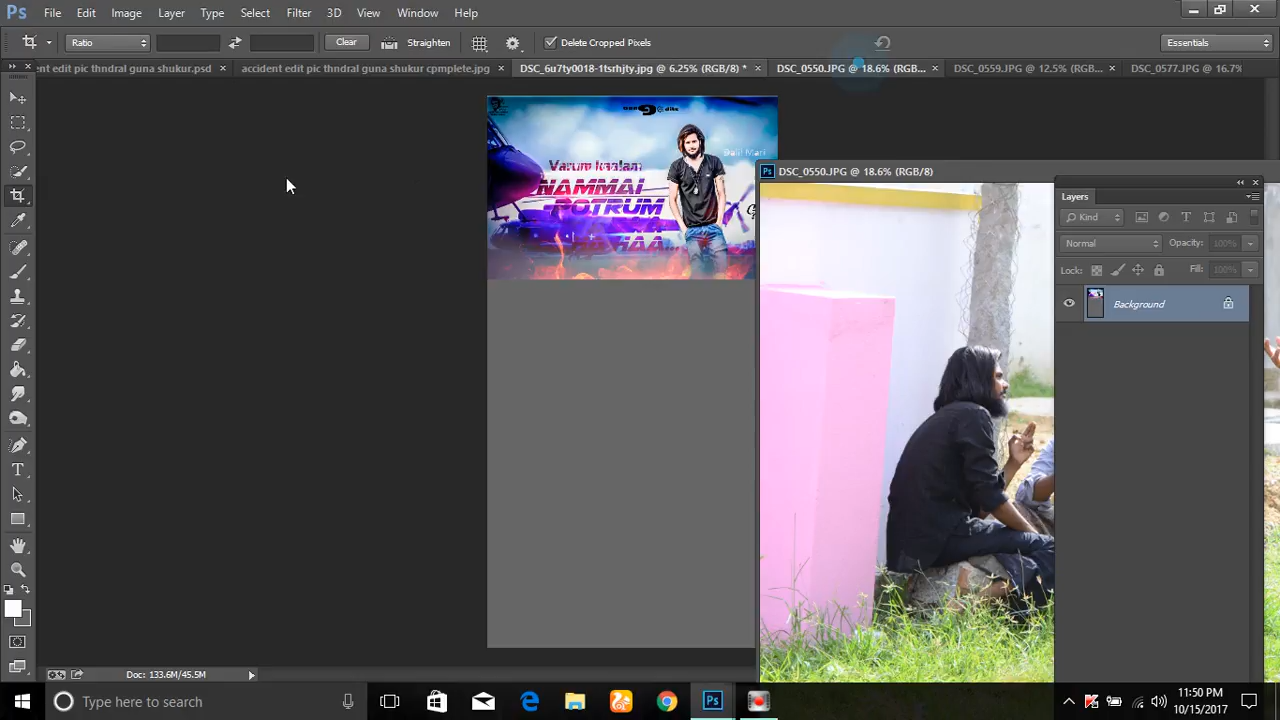 Ps File Edit Image Layer Type Select Filter 3D View Window Help
Ratio Clear Straighten Delete Cropped Pixels Essentials
ent edit pic thndral guna shukur.psd × accident edit pic thndral guna shukur cpmplete.jpg × DSC_6u7ty0018-1tsrhjty.jpg @ 6.25% (RGB/8) * × DSC_0550.JPG @ 18.6% (RGB... × DSC_0559.JPG @ 12.5% (RGB... × DSC_0577.JPG @ 16.7%
NAMMAI
POTRUM
Ps DSC_0550.JPG @ 18.6% (RGB/8)
Layers
Kind
Normal Opacity: 100%
Lock: Fill: 100%
Background
Doc: 133.6M/45.5M
Type here to search
Ps
11:50 PM
10/15/2017